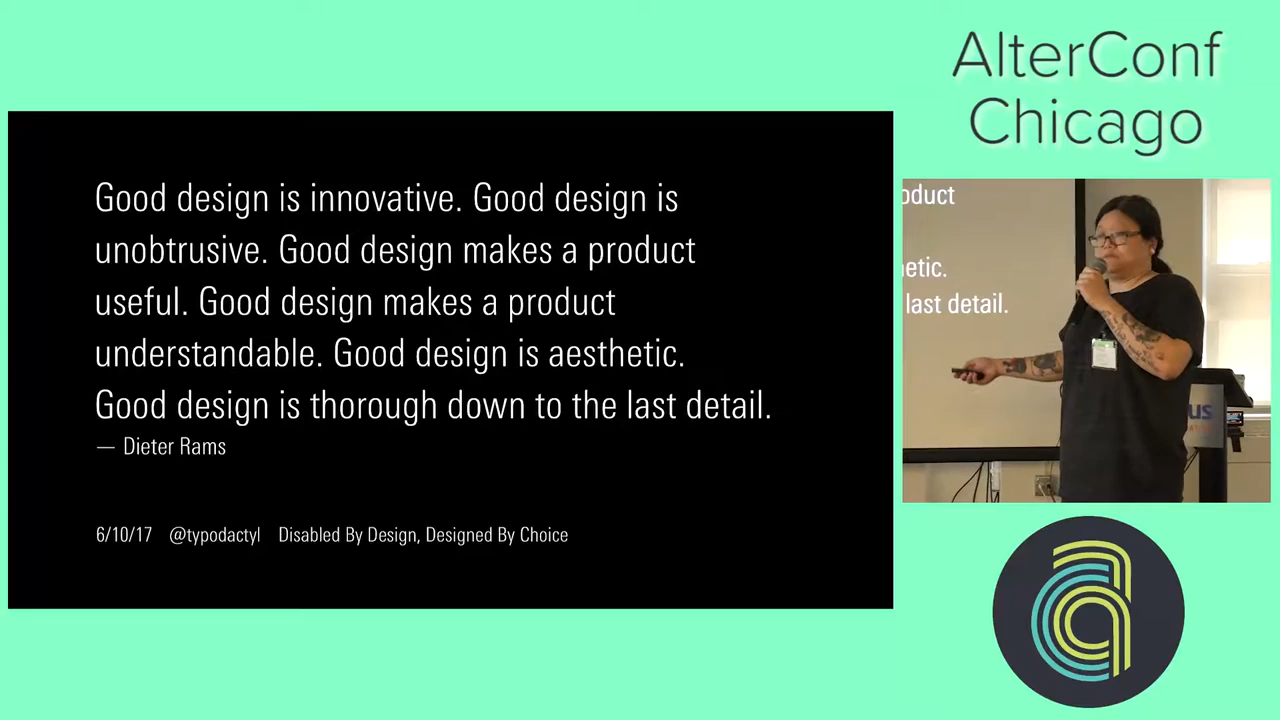 AlterConf
Chicago
Good design is innovative. Good design is
unobtrusive. Good design makes a product
useful. Good design makes a product
understandable. Good design is aesthetic.
Good design is thorough down to the last detail.
— Dieter Rams
6/10/17 @typodactyl Disabled By Design, Designed By Choice
oduct
etic.
last detail.
us